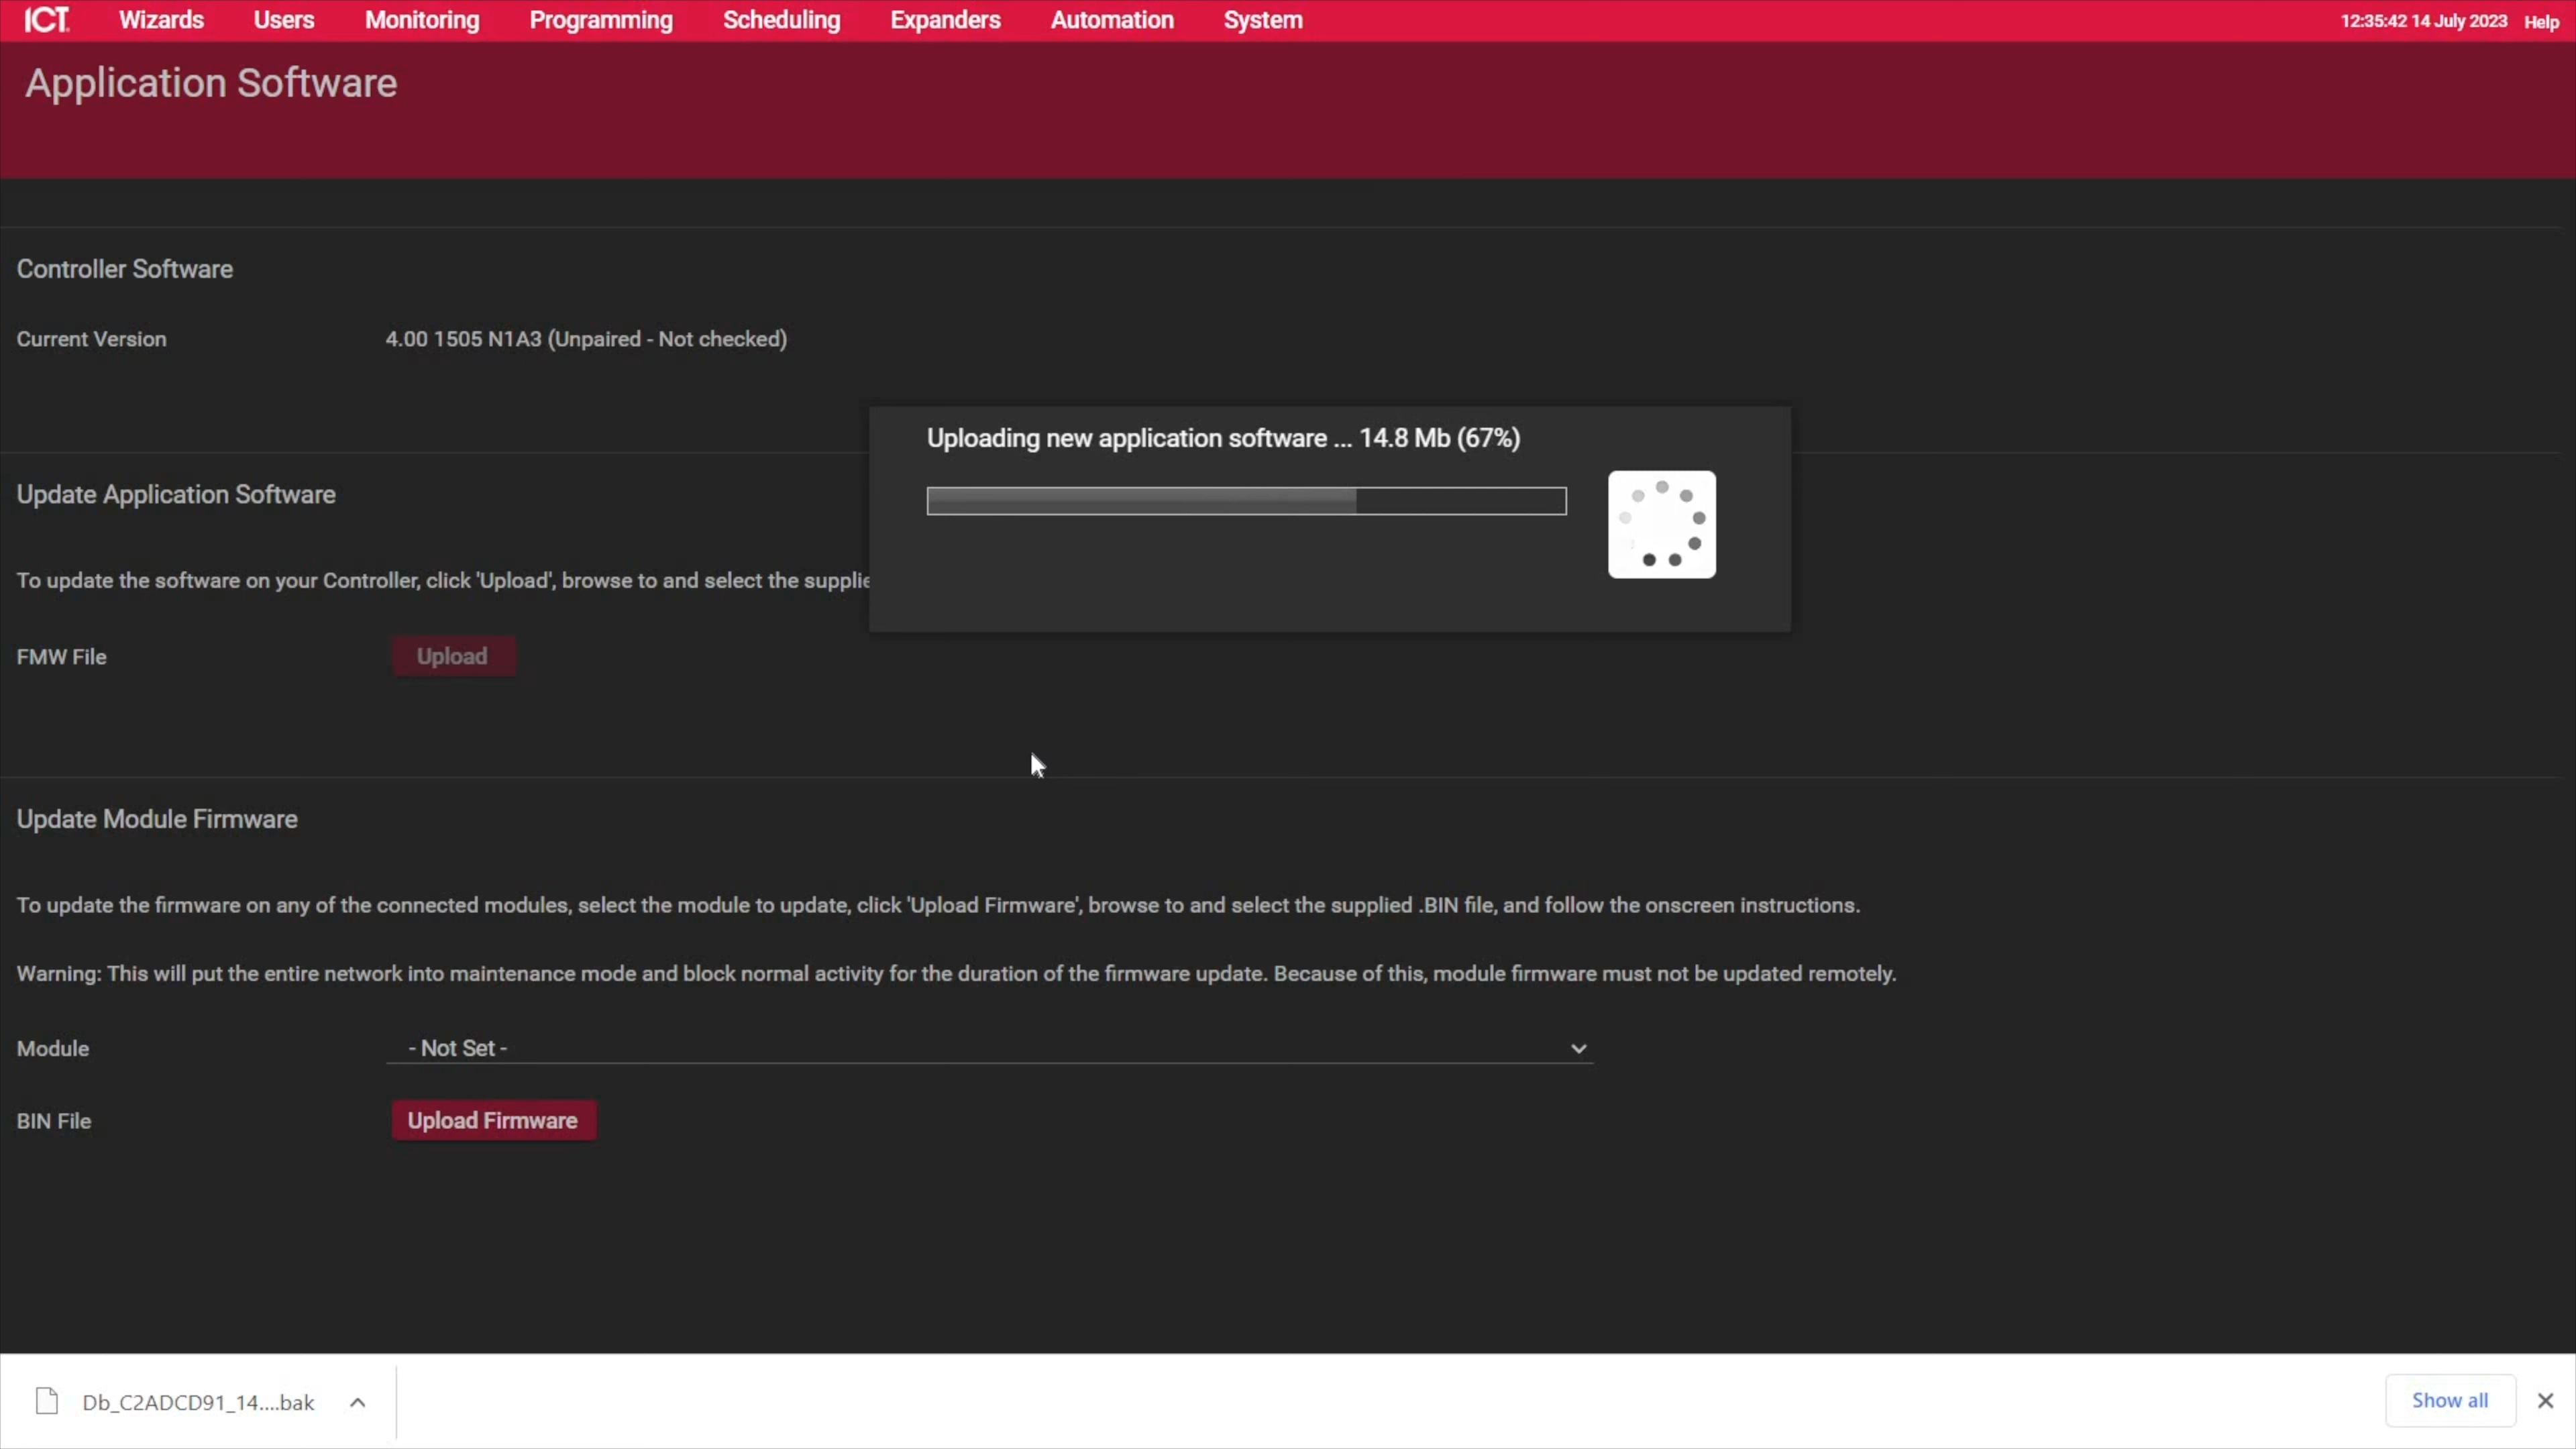 ICT Wizards Users Monitoring Programming Scheduling Expanders Automation System 12:35:42 14 July 2023 Help
Application Software
Controller Software
Current Version 4.00 1505 N1A3 (Unpaired - Not checked)
Uploading new application software ... 14.8 Mb (67%)
Update Application Software
To update the software on your Controller, click 'Upload', browse to and select the supplie
FMW File Upload
Update Module Firmware
To update the firmware on any of the connected modules, select the module to update, click 'Upload Firmware', browse to and select the supplied .BIN file, and follow the onscreen instructions.
Warning: This will put the entire network into maintenance mode and block normal activity for the duration of the firmware update. Because of this, module firmware must not be updated remotely.
Module - Not Set -
BIN File Upload Firmware
Db_C2ADCD91_14....bak Show all